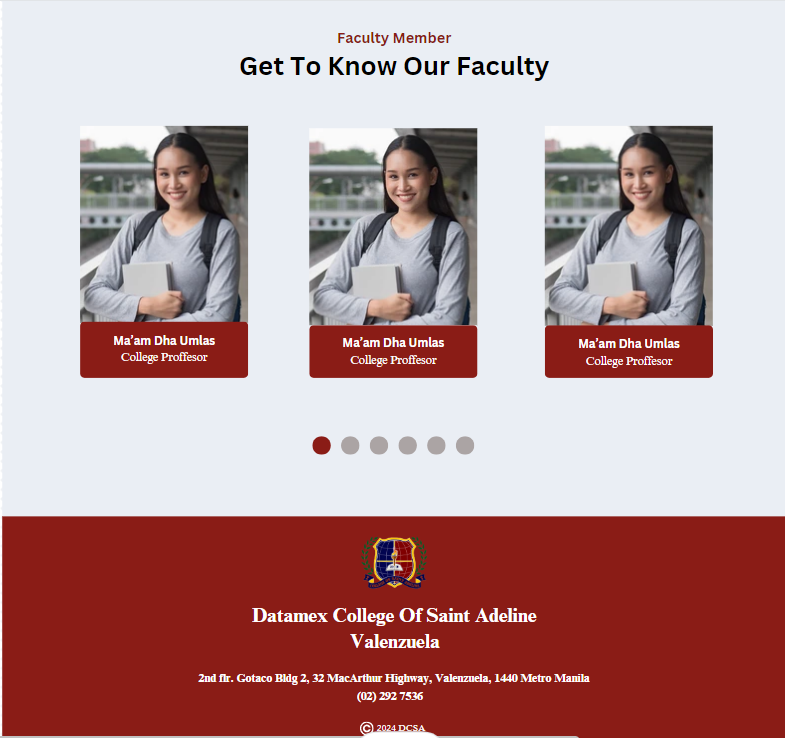 Faculty Member
Get To Know Our Faculty
Ma'am Dha Umlas
College Proffesor
Ma'am Dha Umlas
College Proffesor
Ma'am Dha Umlas
College Proffesor
Datamex College Of Saint Adeline
Valenzuela
2nd flr. Gotaco Bldg 2, 32 MacArthur Highway, Valenzuela, 1440 Metro Manila
(02) 292 7536
© 2024 DCSA